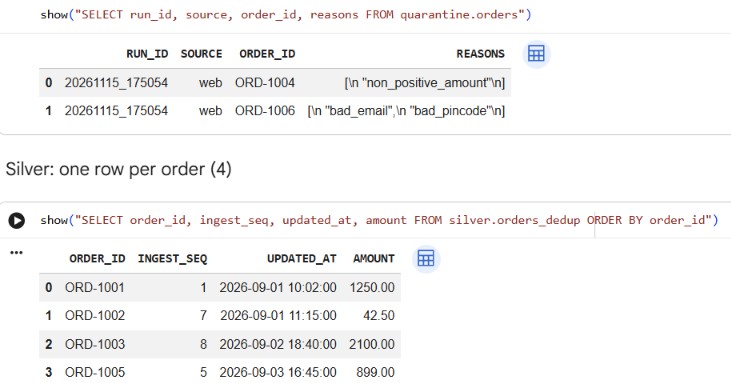 show("SELECT run_id, source, order_id, reasons FROM quarantine.orders")
RUN_ID SOURCE ORDER_ID REASONS
0 20261115_175054 web ORD-1004 [\n "non_positive_amount"\n]
1 20261115_175054 web ORD-1006 [\n "bad_email",\n "bad_pincode"\n]
Silver: one row per order (4)
show("SELECT order_id, ingest_seq, updated_at, amount FROM silver.orders_dedup ORDER BY order_id")
ORDER_ID INGEST_SEQ UPDATED_AT AMOUNT
0 ORD-1001 1 2026-09-01 10:02:00 1250.00
1 ORD-1002 7 2026-09-01 11:15:00 42.50
2 ORD-1003 8 2026-09-02 18:40:00 2100.00
3 ORD-1005 5 2026-09-03 16:45:00 899.00